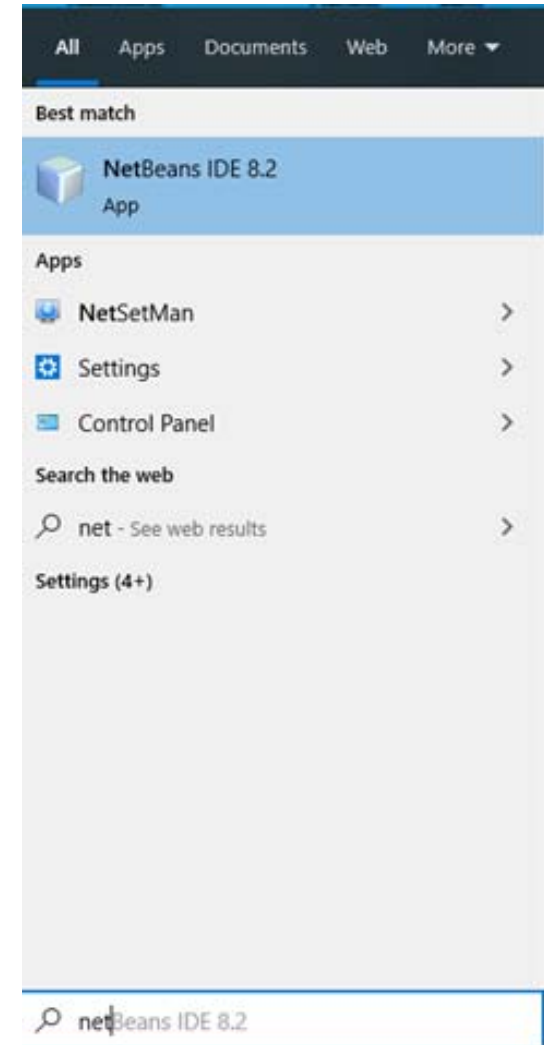 All Apps Documents Web More
Best match
NetBeans IDE 8.2
App
Apps
NetSetMan
Settings
Control Panel
Search the web
net - See web results
Settings (4+)
netBeans IDE 8.2